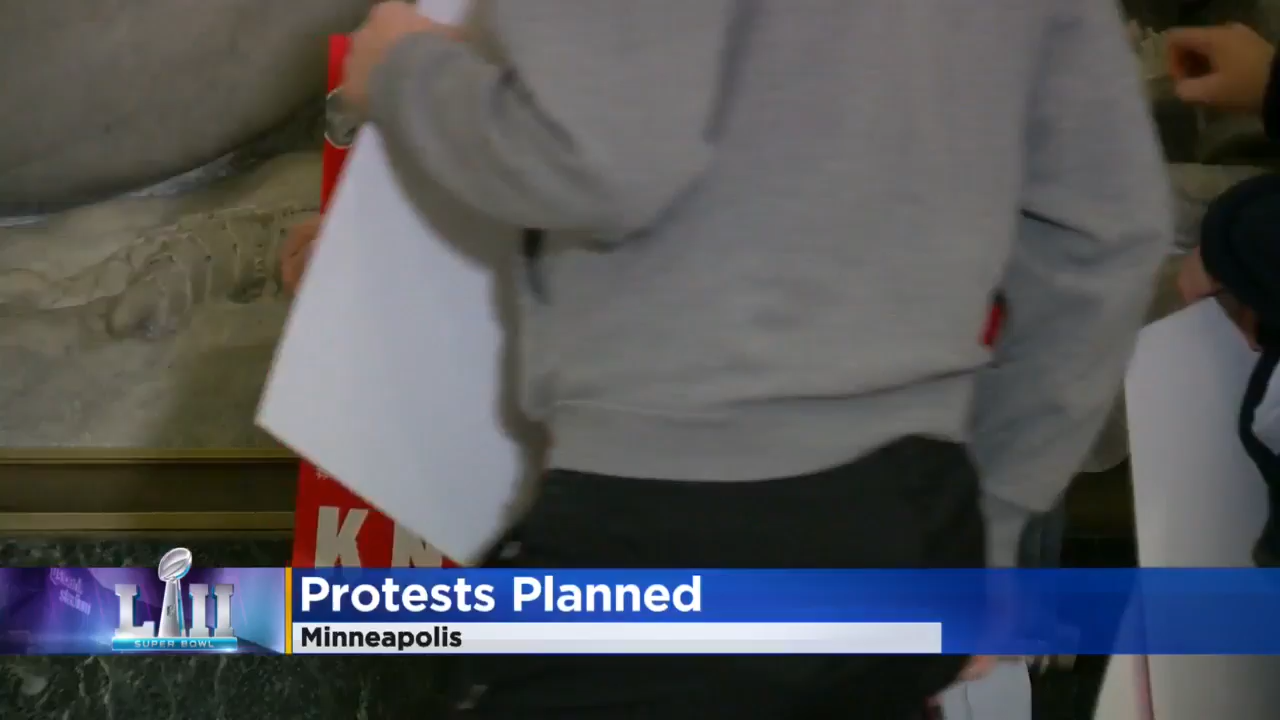 K N
LII
SUPER BOWL
Protests Planned
Minneapolis